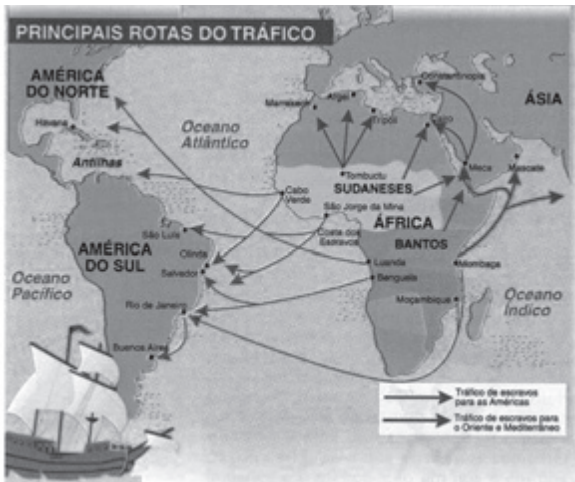 PRINCIPAIS ROTAS DO TRÁFICO
AMÉRICA
DO NORTE
Havana
Antilhas
Oceano
Atlântico
Marrakech
Argel
Trípoli
Constantinopla
Cairo
ÁSIA
Meca
Mascate
Tombuctu
SUDANESES
Cabo
Verde
São Jorge da Mina
Costa dos
Escravos
ÁFRICA
BANTOS
São Luís
Olinda
AMÉRICA
DO SUL
Salvador
Luanda
Benguela
Mombaça
Moçambique
Oceano
Pacífico
Rio de Janeiro
Buenos Aires
Oceano
Índico
Tráfico de escravos
para as Américas
Tráfico de escravos para
o Oriente e Mediterrâneo